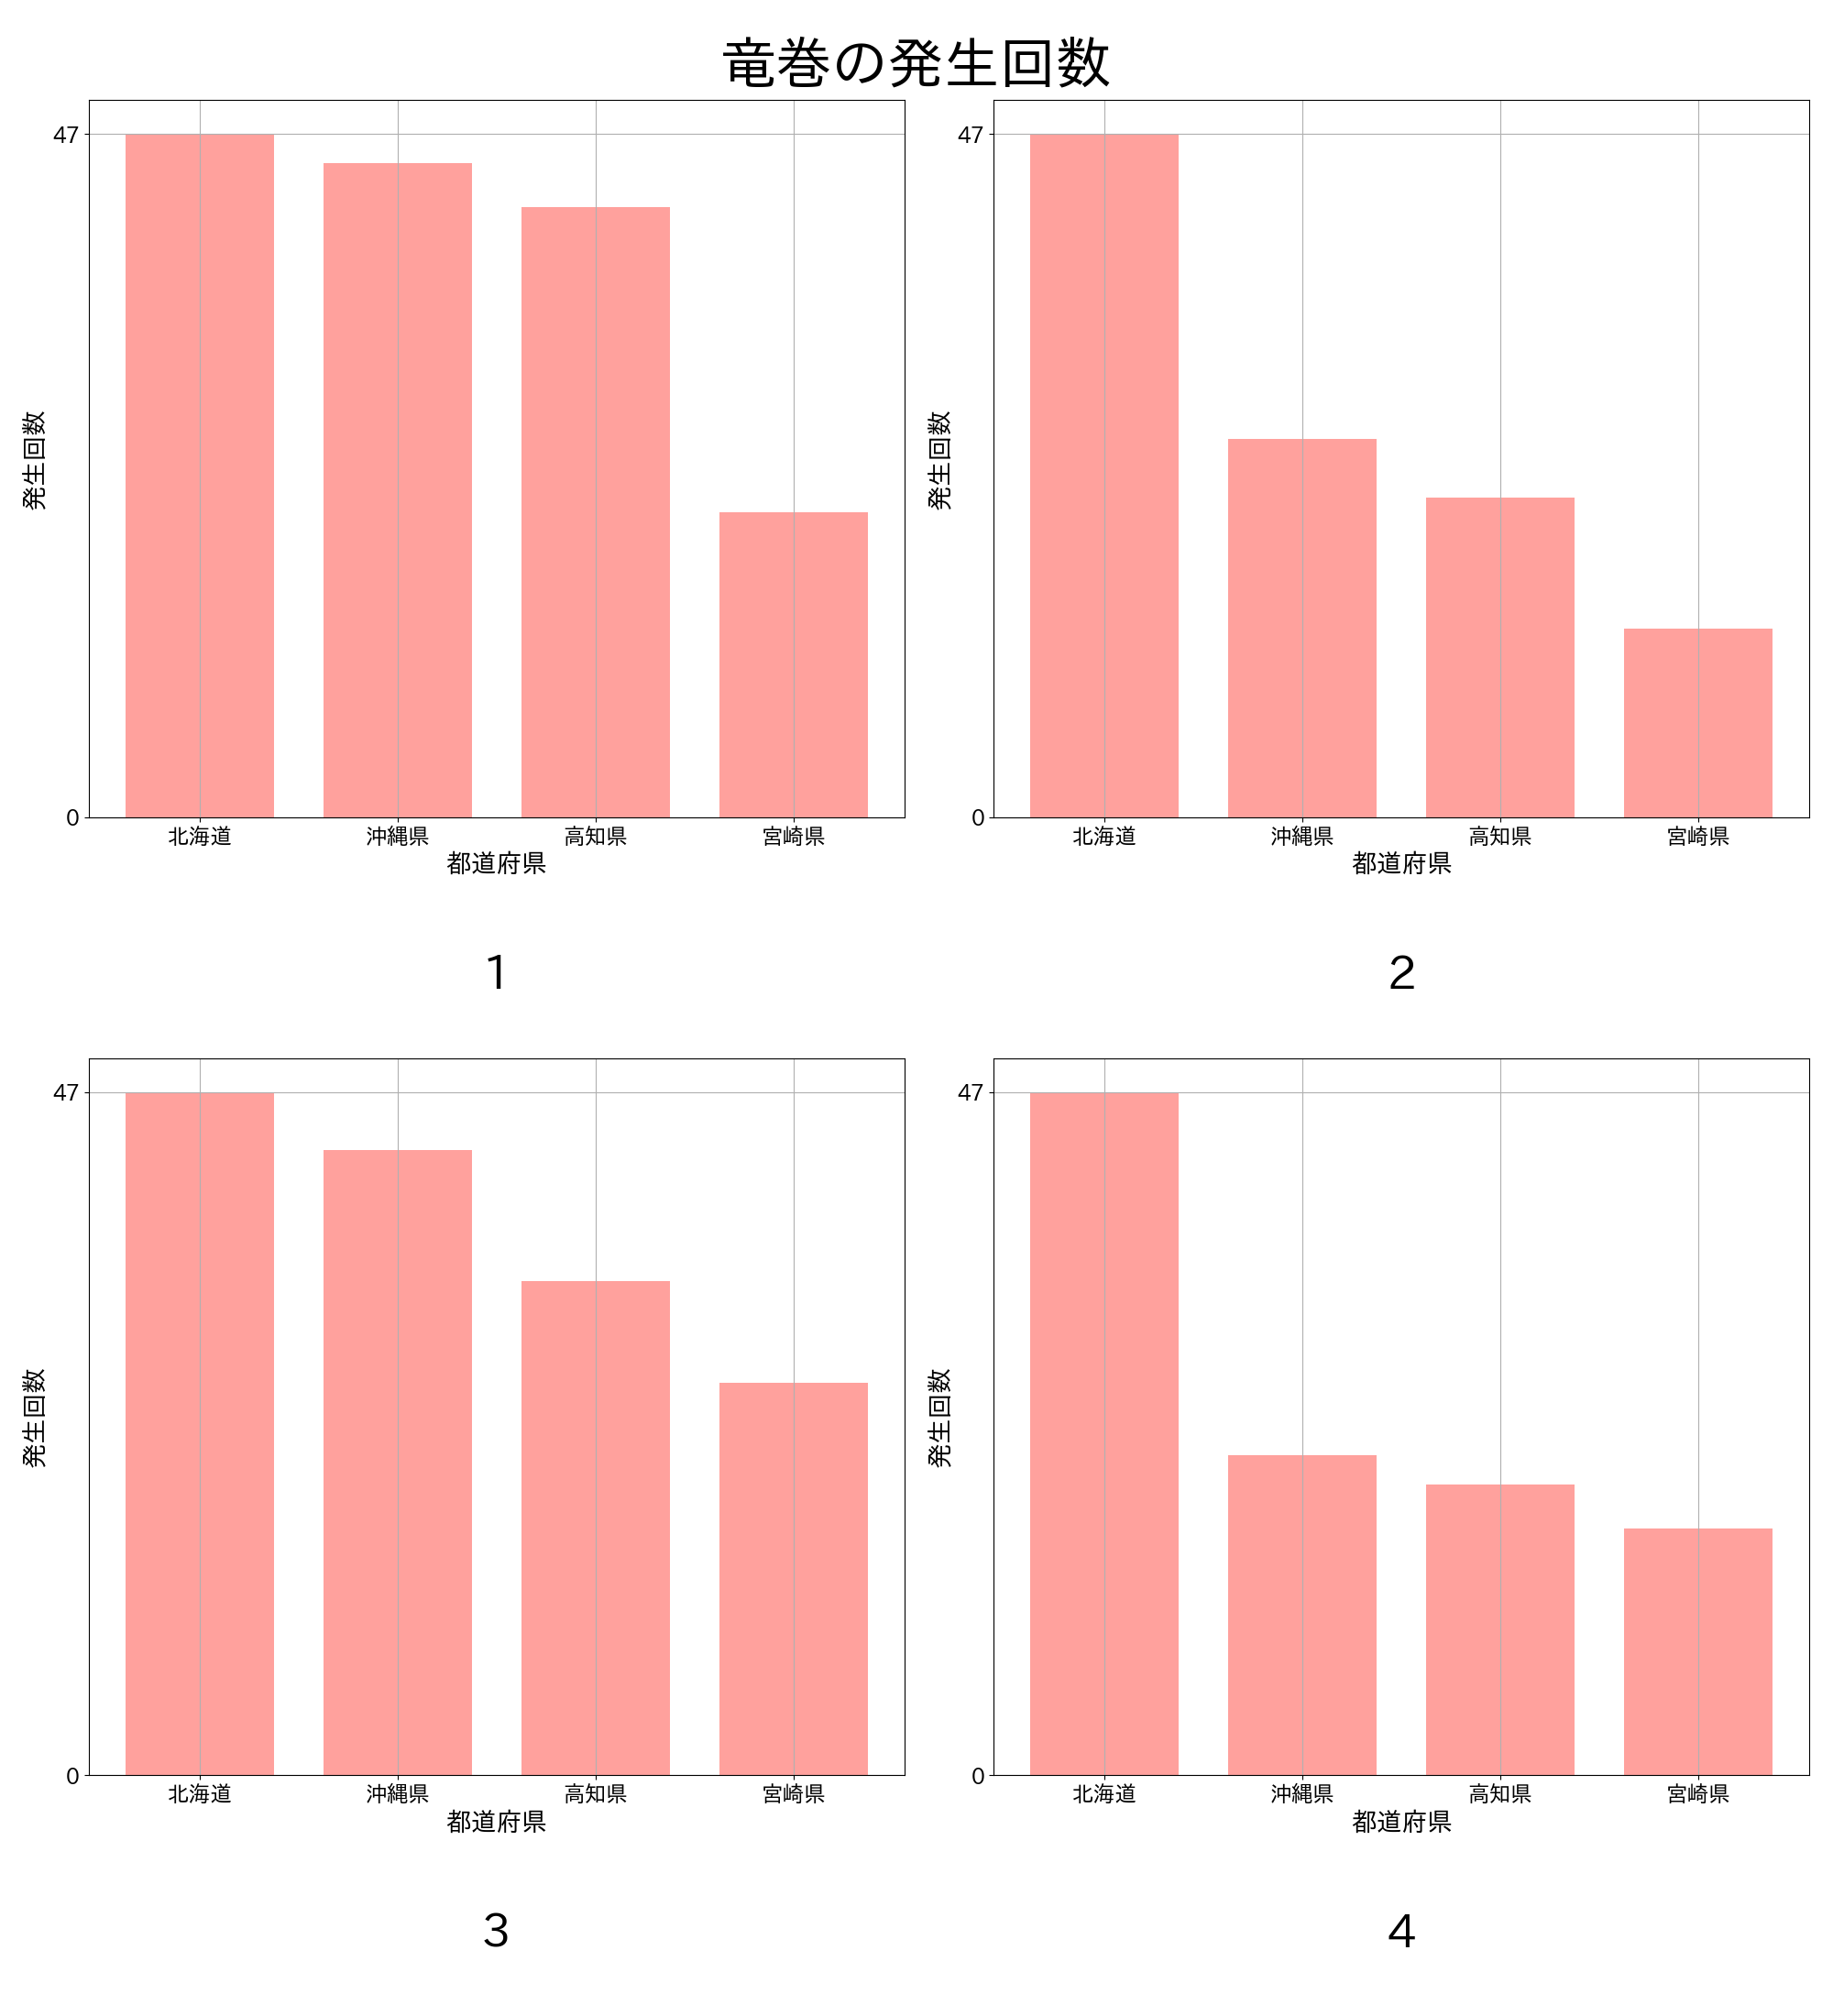 竜巻の発生回数
47
0
発生回数
北海道 沖縄県 高知県 宮崎県
都道府県
1
47
0
発生回数
北海道 沖縄県 高知県 宮崎県
都道府県
2
47
0
発生回数
北海道 沖縄県 高知県 宮崎県
都道府県
3
47
0
発生回数
北海道 沖縄県 高知県 宮崎県
都道府県
4